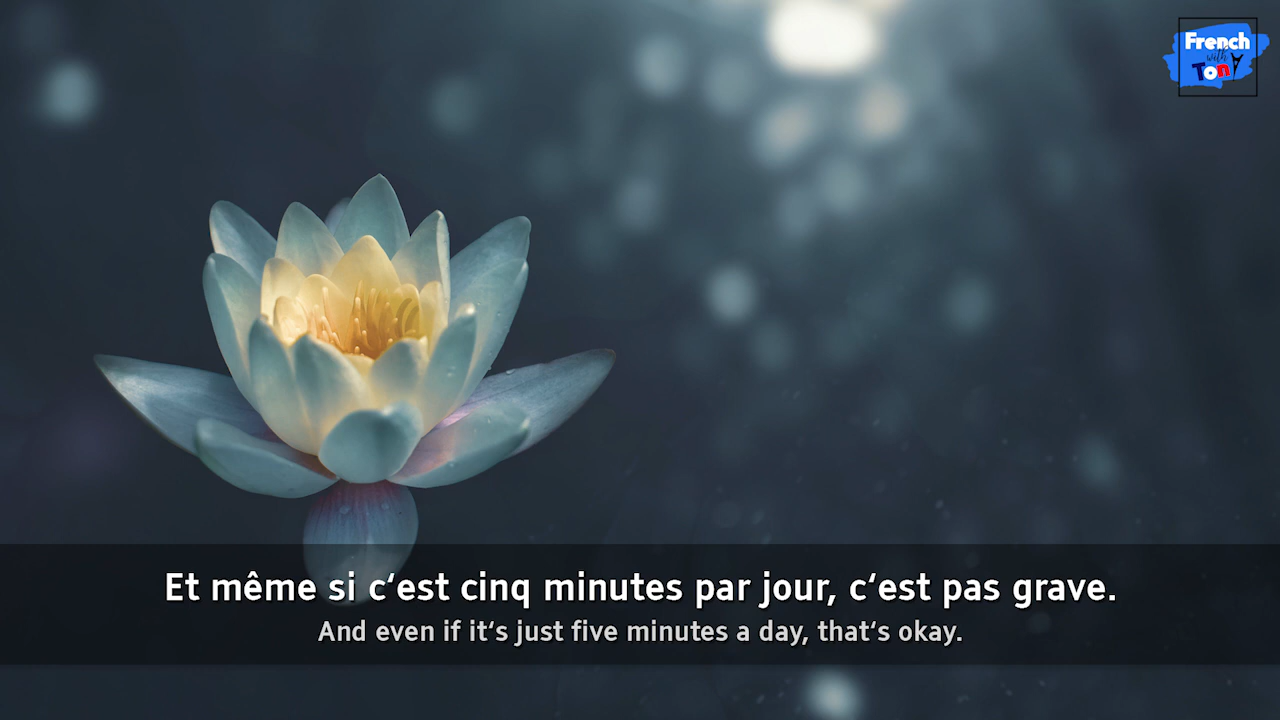 French
with
Tony
Et même si c‘est cinq minutes par jour, c‘est pas grave.
And even if it‘s just five minutes a day, that‘s okay.